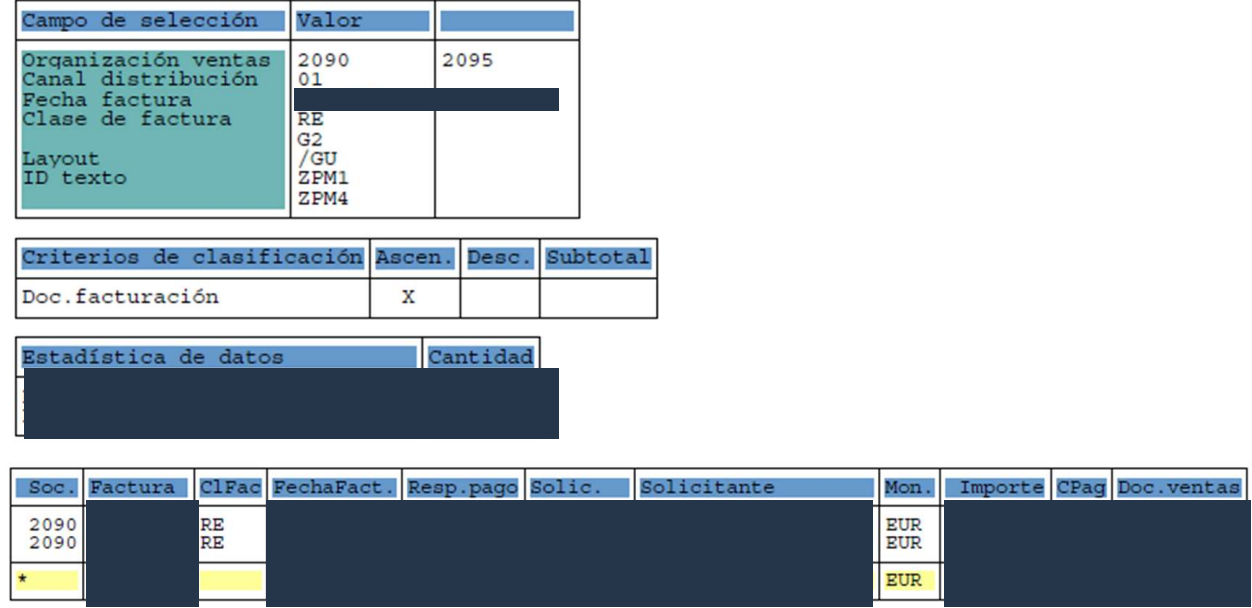 Campo de selección Valor
Organización ventas 2090 2095
Canal distribución 01
Fecha factura
Clase de factura RE
G2
Layout /GU
ID texto ZPM1
ZPM4
Criterios de clasificación Ascen. Desc. Subtotal
Doc.facturación X
Estadística de datos Cantidad
Soc. Factura ClFac FechaFact. Resp.pago Solic. Solicitante Mon. Importe CPag Doc.ventas
2090 RE EUR
2090 RE EUR
* EUR